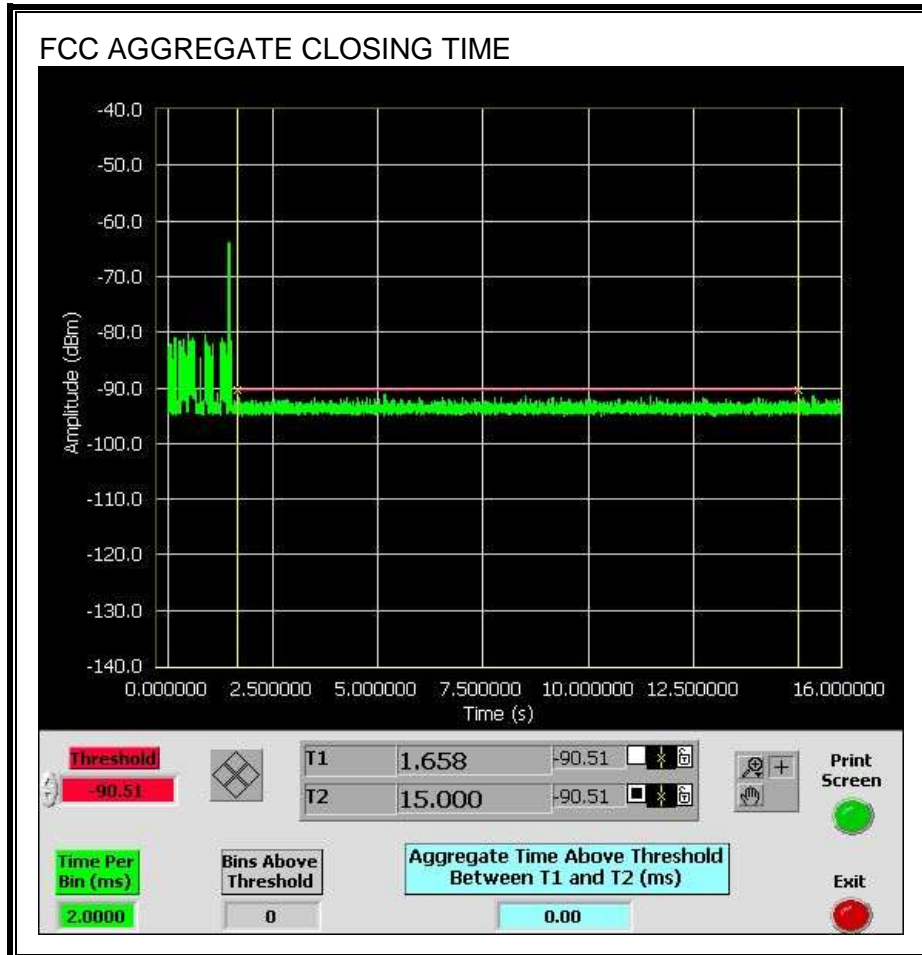 FCC AGGREGATE CLOSING TIME
-40.0
-50.0
-60.0
-70.0
-80.0
-90.0
-100.0
-110.0
-120.0
-130.0
-140.0
Amplitude (dBm)
0.000000 2.500000 5.000000 7.500000 10.000000 12.500000 16.000000
Time (s)
Threshold
-90.51
T1 1.658 -90.51
T2 15.000 -90.51
Print
Screen
Time Per
Bin (ms)
2.0000
Bins Above
Threshold
0
Aggregate Time Above Threshold
Between T1 and T2 (ms)
0.00
Exit